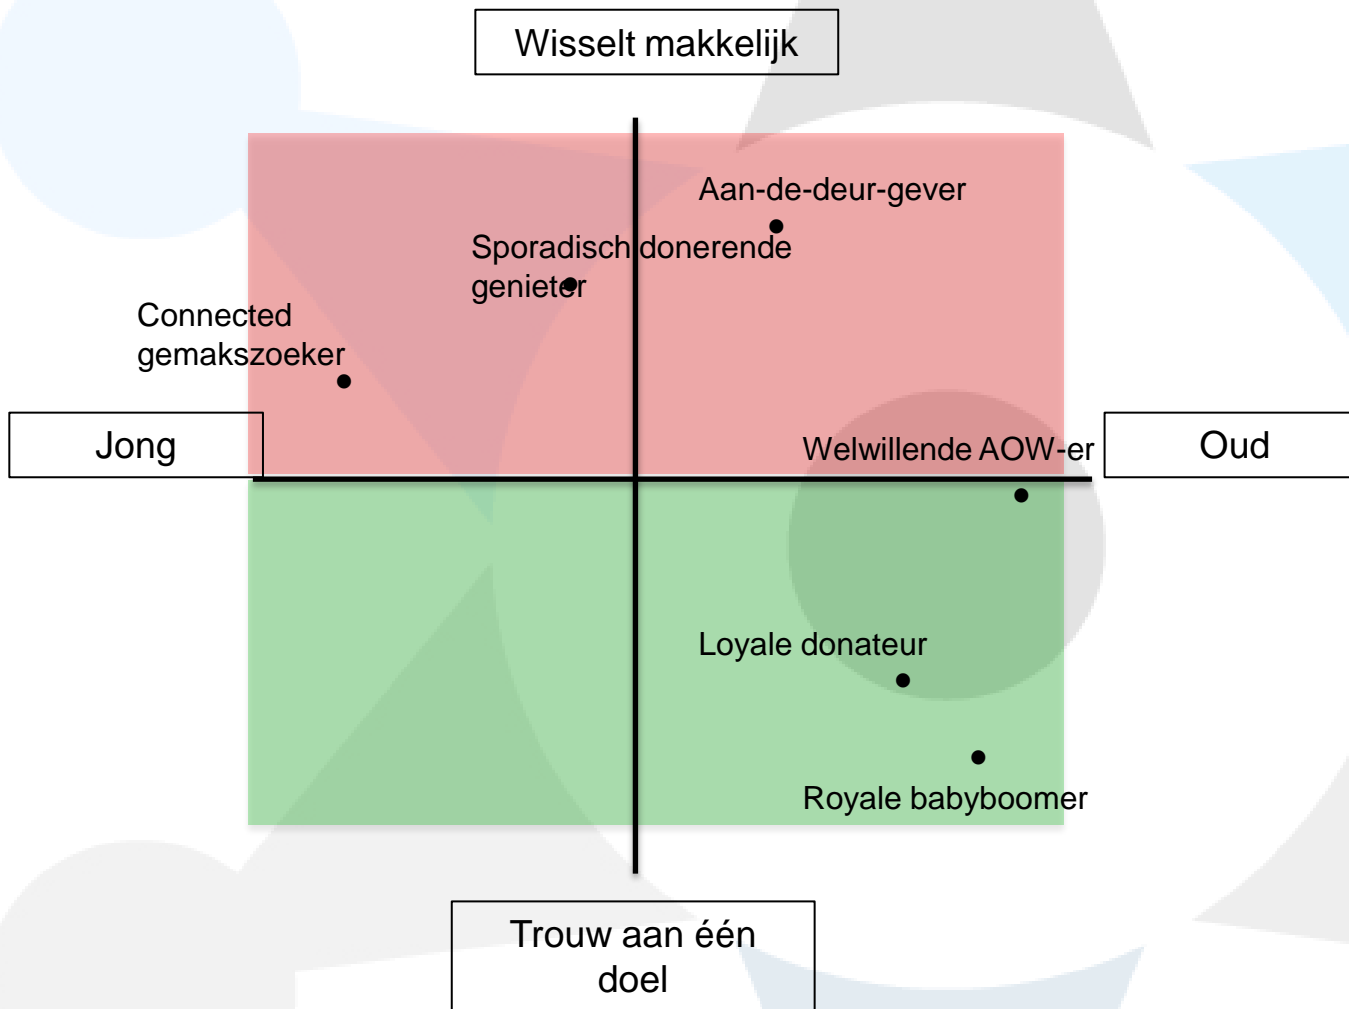 Wisselt makkelijk
Aan-de-deur-gever
Sporadisch donerende
genieter
Connected
gemakszoeker
Jong
Welwillende AOW-er
Oud
Loyale donateur
Royale babyboomer
Trouw aan één
doel